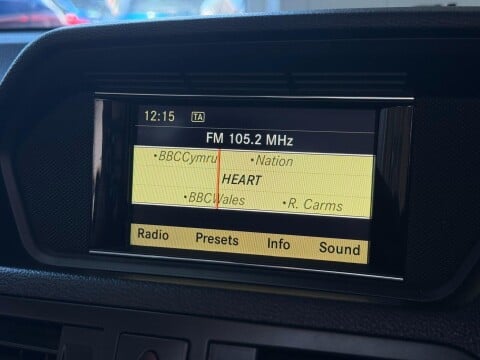 12:15 TA
FM 105.2 MHz
•BBCCymru •Nation
HEART
•BBCWales •R. Carms
Radio Presets Info Sound